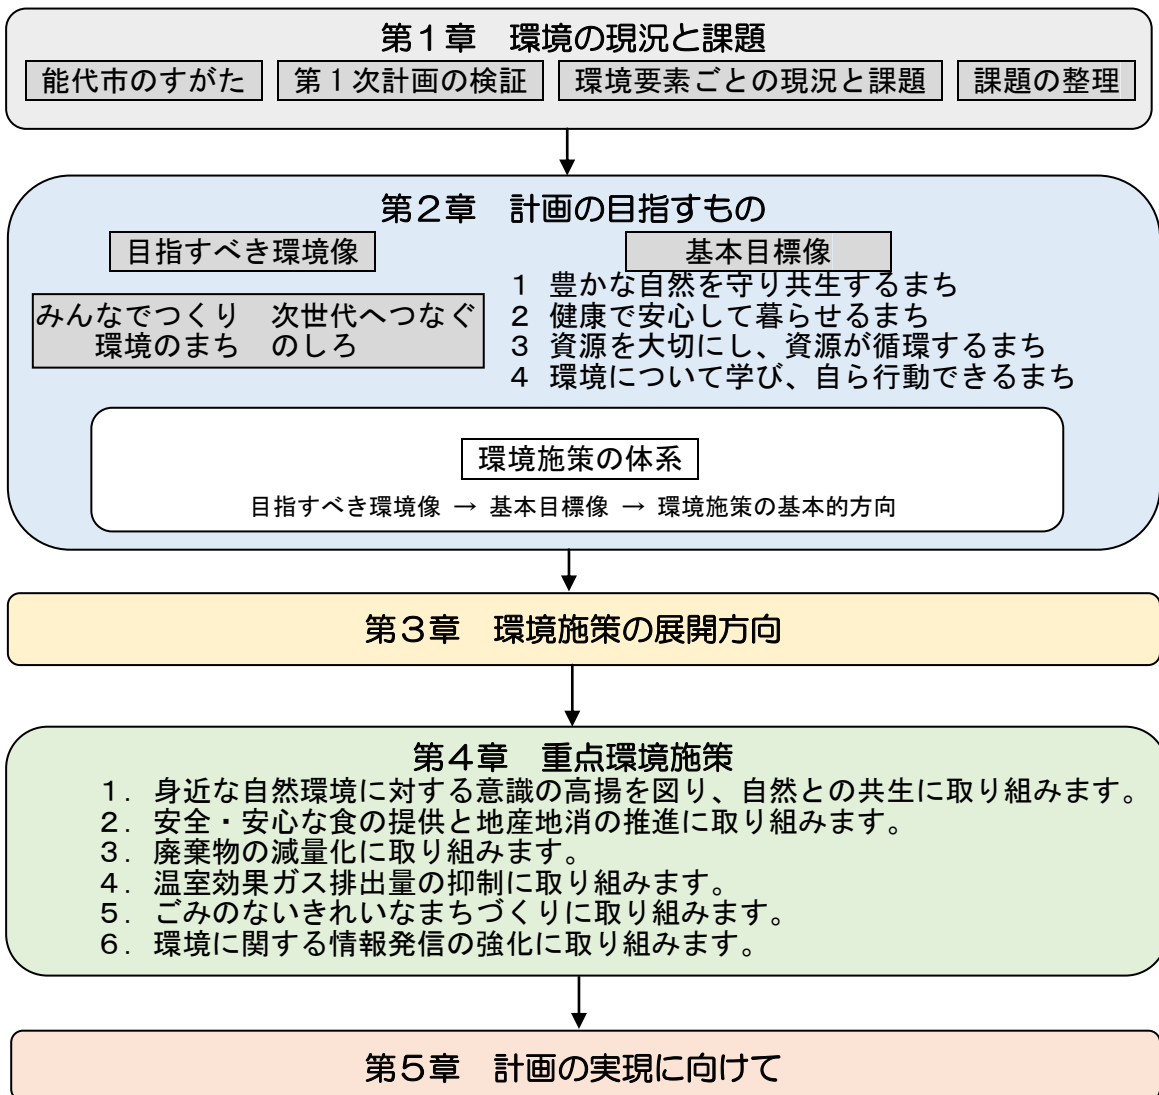 第1章　環境の現況と課題
能代市のすがた　第1次計画の検証　環境要素ごとの現況と課題　課題の整理
第2章　計画の目指すもの
目指すべき環境像
みんなでつくり　次世代へつなぐ
環境のまち　のしろ
基本目標像
1　豊かな自然を守り共生するまち
2　健康で安心して暮らせるまち
3　資源を大切にし、資源が循環するまち
4　環境について学び、自ら行動できるまち
環境施策の体系
目指すべき環境像 → 基本目標像 → 環境施策の基本的方向
第3章　環境施策の展開方向
第4章　重点環境施策
1．身近な自然環境に対する意識の高揚を図り、自然との共生に取り組みます。
2．安全・安心な食の提供と地産地消の推進に取り組みます。
3．廃棄物の減量化に取り組みます。
4．温室効果ガス排出量の抑制に取り組みます。
5．ごみのないきれいなまちづくりに取り組みます。
6．環境に関する情報発信の強化に取り組みます。
第5章　計画の実現に向けて